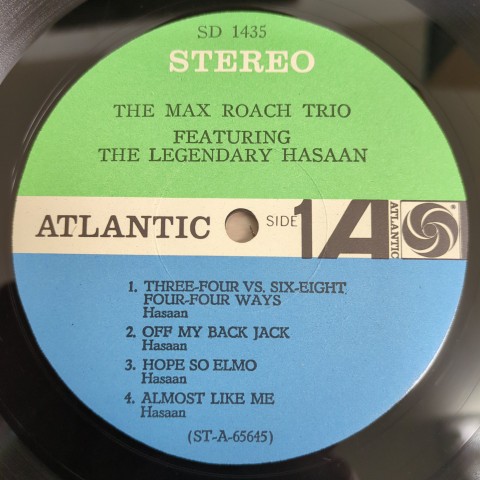 SD 1435
STEREO
THE MAX ROACH TRIO
FEATURING
THE LEGENDARY HASAAN
ATLANTIC SIDE 1 A ATLANTIC
1. THREE-FOUR VS. SIX-EIGHT
FOUR-FOUR WAYS
Hasaan
2. OFF MY BACK JACK
Hasaan
3. HOPE SO ELMO
Hasaan
4. ALMOST LIKE ME
Hasaan
(ST-A-65645)